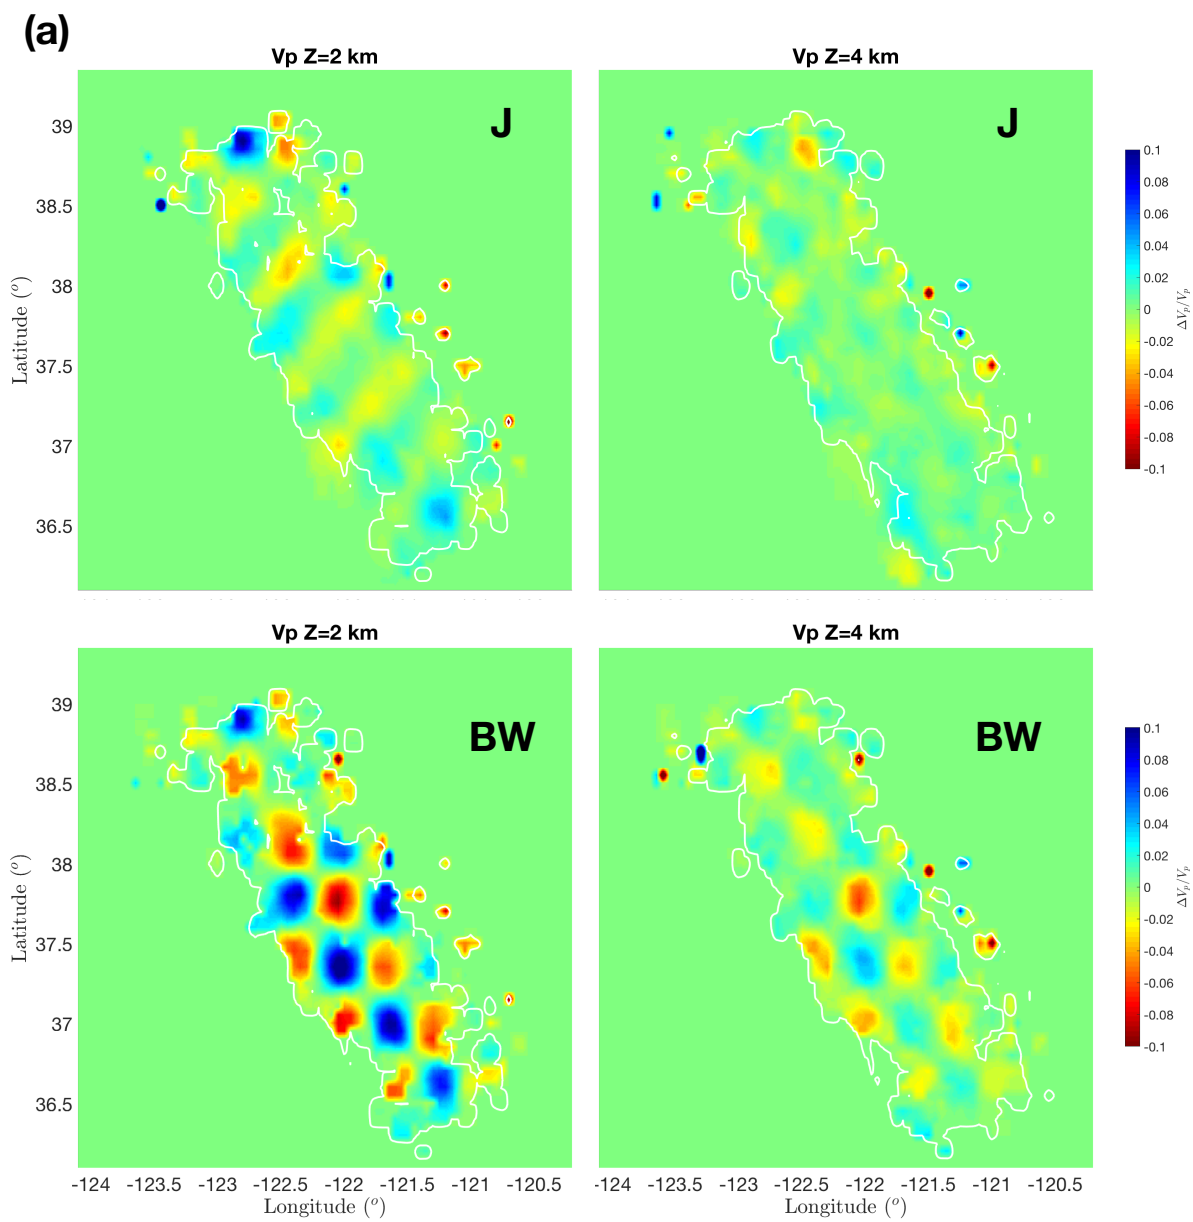 (a)
Vp Z=2 km
Vp Z=4 km
J
J
39
38.5
38
37.5
37
36.5
Latitude (°)
0.1
0.08
0.06
0.04
0.02
0
-0.02
-0.04
-0.06
-0.08
-0.1
ΔVp/Vp
Vp Z=2 km
Vp Z=4 km
BW
BW
39
38.5
38
37.5
37
36.5
Latitude (°)
0.1
0.08
0.06
0.04
0.02
0
-0.02
-0.04
-0.06
-0.08
-0.1
ΔVp/Vp
-124 -123.5 -123 -122.5 -122 -121.5 -121 -120.5
Longitude (°)
-124 -123.5 -123 -122.5 -122 -121.5 -121 -120.5
Longitude (°)